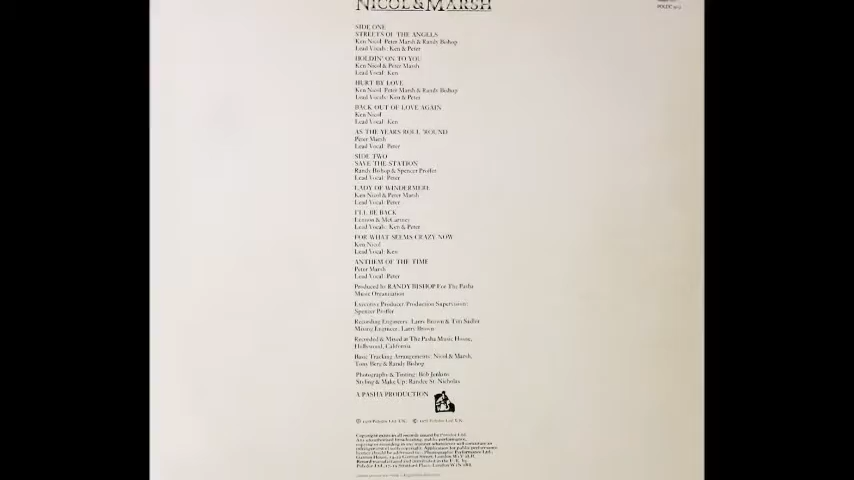 NICOL & MARSH
SIDE ONE
STREETS OF THE ANGELS
Ken Nicol Peter Marsh & Randy Bishop
Lead Vocals: Ken & Peter
HOLDIN' ON TO YOU
Ken Nicol & Peter Marsh
Lead Vocal: Ken
HURT BY LOVE
Ken Nicol Peter Marsh & Randy Bishop
Lead Vocals: Ken & Peter
BACK OUT OF LOVE AGAIN
Ken Nicol
Lead Vocal: Ken
AS THE YEARS ROLL 'ROUND
Peter Marsh
Lead Vocal: Peter
SIDE TWO
SAVE THE STATION
Randy Bishop & Spencer Proffer
Lead Vocal: Peter
LADY OF WINDERMERE
Ken Nicol & Peter Marsh
Lead Vocal: Peter
I'LL BE BACK
Lennon & McCartney
Lead Vocals: Ken & Peter
FOR WHAT SEEMS CRAZY NOW
Ken Nicol
Lead Vocal: Ken
ANTHEM OF THE TIME
Peter Marsh
Lead Vocal: Peter
Produced by RANDY BISHOP For The Pasha
Music Organisation
Executive Producer/Production Supervision:
Spencer Proffer
Recording Engineers: Larry Brown & Tim Sadler
Mixing Engineer: Larry Brown
Recorded & Mixed at The Pasha Music House,
Hollywood, California
Basic Tracking Arrangements: Nicol & Marsh,
Tony Berg & Randy Bishop
Photography & Tinting: Bob Jenkins
Styling & Make Up: Randee St. Nicholas
A PASHA PRODUCTION